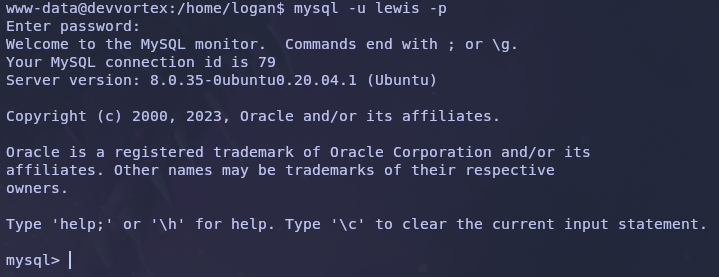 www-data@devvortex:/home/logan$ mysql -u lewis -p
Enter password:
Welcome to the MySQL monitor.  Commands end with ; or \g.
Your MySQL connection id is 79
Server version: 8.0.35-0ubuntu0.20.04.1 (Ubuntu)

Copyright (c) 2000, 2023, Oracle and/or its affiliates.

Oracle is a registered trademark of Oracle Corporation and/or its
affiliates. Other names may be trademarks of their respective
owners.

Type 'help;' or '\h' for help. Type '\c' to clear the current input statement.

mysql>